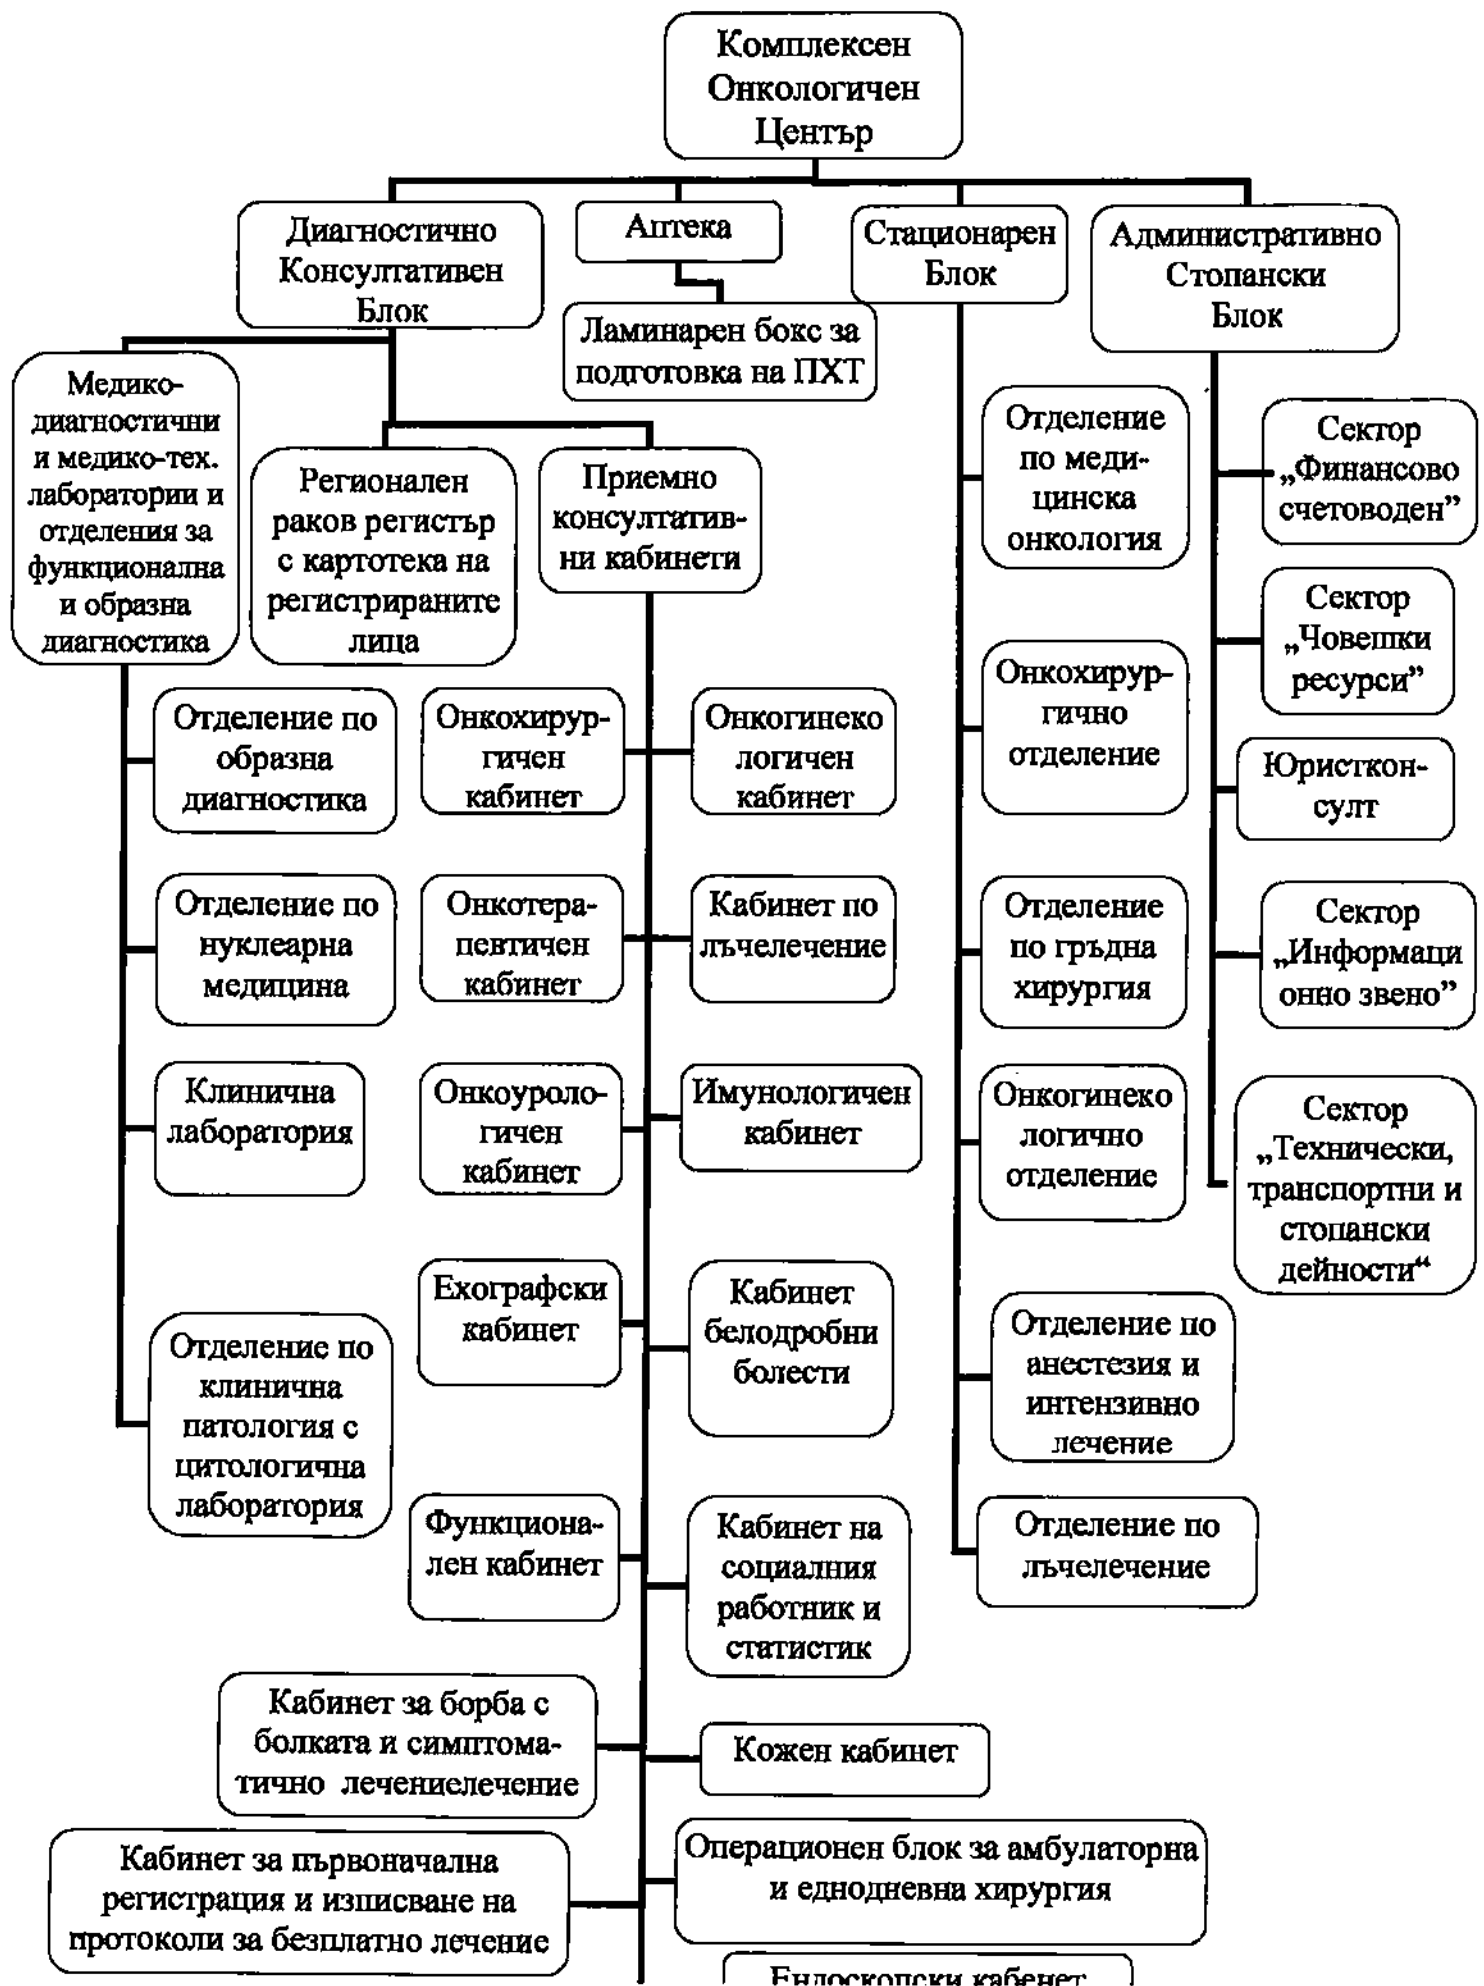 Комплексен
Онкологичен
Център
Диагностично
Консултативен
Блок
Аптека
Стационарен
Блок
Административно
Стопански
Блок
Ламинарен бокс за
подготовка на ПХТ
Медико-
диагностични
и медико-тех.
лаборатории и
отделения за
функционална
и образна
диагностика
Регионален
раков регистър
с картотека на
регистрираните
лица
Приемно
консултатив-
ни кабинети
Отделение по
образна
диагностика
Отделение по
нуклеарна
медицина
Клинична
лаборатория
Отделение по
клинична
патология с
цитологична
лаборатория
Онкохирур-
гичен
кабинет
Онкогинеко
логичен
кабинет
Онкотера-
певтичен
кабинет
Кабинет по
лъчелечение
Онкоуроло-
гичен
кабинет
Имунологичен
кабинет
Ехографски
кабинет
Кабинет
белодробни
болести
Функциона-
лен кабинет
Кабинет на
социалния
работник и
статистик
Кабинет за борба с
болката и симптома-
тично лечениелечение
Кожен кабинет
Кабинет за първоначална
регистрация и изписване на
протоколи за безплатно лечение
Операционен блок за амбулаторна
и еднодневна хирургия
Ендоскопски кабенет
Отделение
по меди-
цинска
онкология
Онкохирур-
гично
отделение
Отделение
по гръдна
хирургия
Онкогинеко
логично
отделение
Отделение по
анестезия и
интензивно
лечение
Отделение по
лъчелечение
Сектор
„Финансово
счетоводен”
Сектор
„Човешки
ресурси”
Юристкон-
султ
Сектор
„Информаци
онно звено”
Сектор
„Технически,
транспортни и
стопански
дейности“